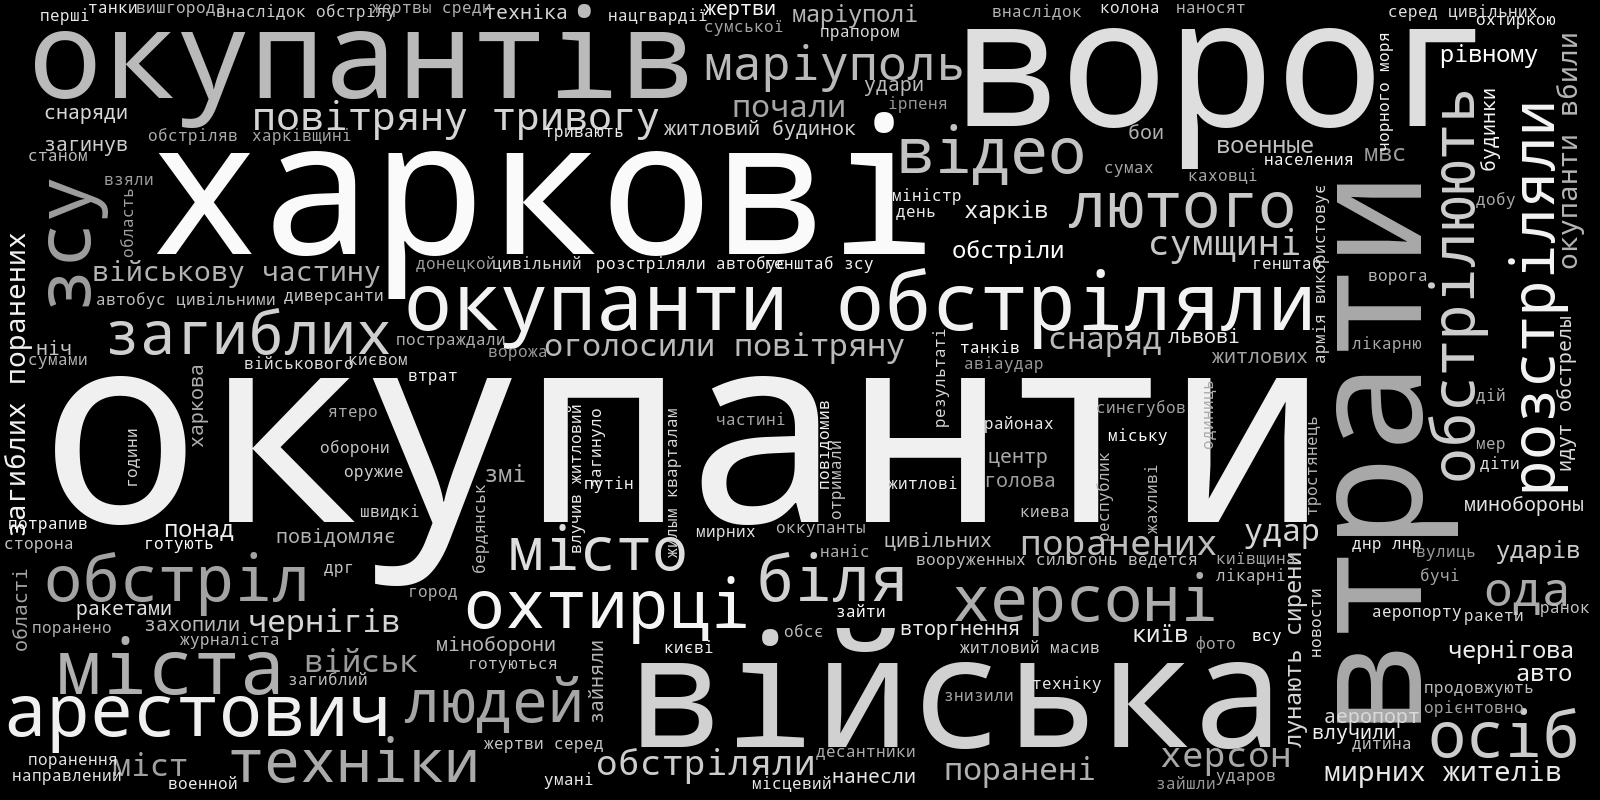 перші
танки
вишгорода
внаслідок обстрілу
жертвы среди
техніка
нацгвардії
жертви
сумської
маріуполі
прапором
внаслідок
колона
наносят
серед цивільних
охтиркою
окупантів
маріуполь
ворог
рівному
чорного моря
вбили
снаряди
повітряну тривогу
почали
удари
ірпеня
тривають
житловий будинок
обстріляв
харківщині
загинув
станом
харкові
відео
бои
военные
населення
мвс
сумах
каховці
будинки
обстрілюють
розстріляли
окупанти
взяли
область
зсу
міністр
день
харків
лютого
добу
обстріли
сумщині
армія використовує
військову частину
донецкой
цивільний
розстріляли автобус
генштаб зсу
генштаб
ворога
автобус цивільними
диверсанти
окупанти обстріляли
загиблих поранених
загиблих
постраждали
ворожа
оголосили повітряну
результаті
танків
снаряд
львові
житлових
лікарню
ніч
сумами
військового
києвом
втрат
авіаудар
втрати
идут обстрелы
окупанти
харкова
ятеро
частині
синєгубов
одиниць
дій
години
оборони
оружие
влучив житловий
загинуло
жилым кварталам
повідомив
отримали
районах
міську
тростянець
мер
діти
змі
путін
житлові
центр
голова
республик
жахливі
минобороны
швидкі
бердянськ
києва
потрапив
сторона
понад
готують
повідомляє
місто
мирних
оккупанты
наніс
цивільних
поранених
удар
вооруженных сил
огонь ведется
київщина
лікарні
днр лнр
вулиць
ударів
області
обстріл
дрг
город
біля
бучі
ода
ранок
ракетами
поранено
захопили
чернігів
журналіста
охтирці
зайти
херсоні
аеропорту
ракети
лунають сирени
новости
обсє
вторгнення
київ
фото
всу
міноборони
готуються
зайняли
києві
житловий масив
міста
військ
загиблий
війська
знизили
техніку
чернігова
авто
продовжують
орієнтовно
арестович
людей
аеропорт
влучили
дитина
осіб
поранення
направлении
міст
военной
техніки
жертви серед
умані
обстріляли
десантники
місцевий
нанесли
поранені
херсон
зайшли
ударов
мирних жителів